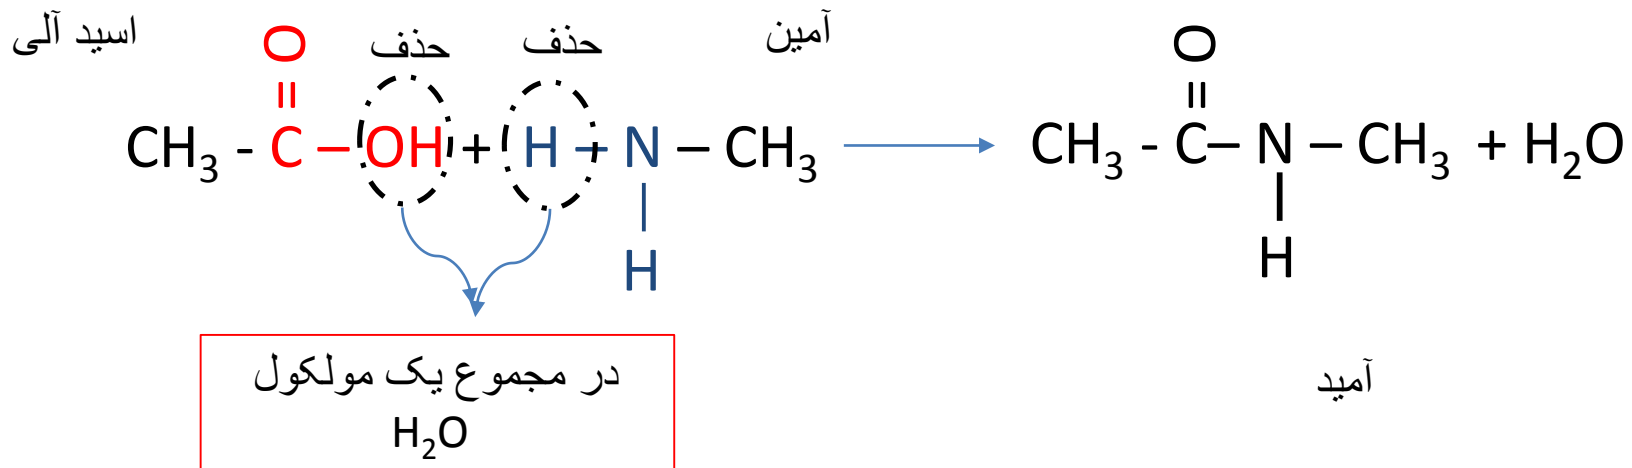 اسید آلی
حذف
حذف
آمین
O
O
CH₃ - C – OH + H – N – CH₃ → CH₃ - C – N – CH₃ + H₂O
H
H
در مجموع یک مولکول
H₂O
آمید